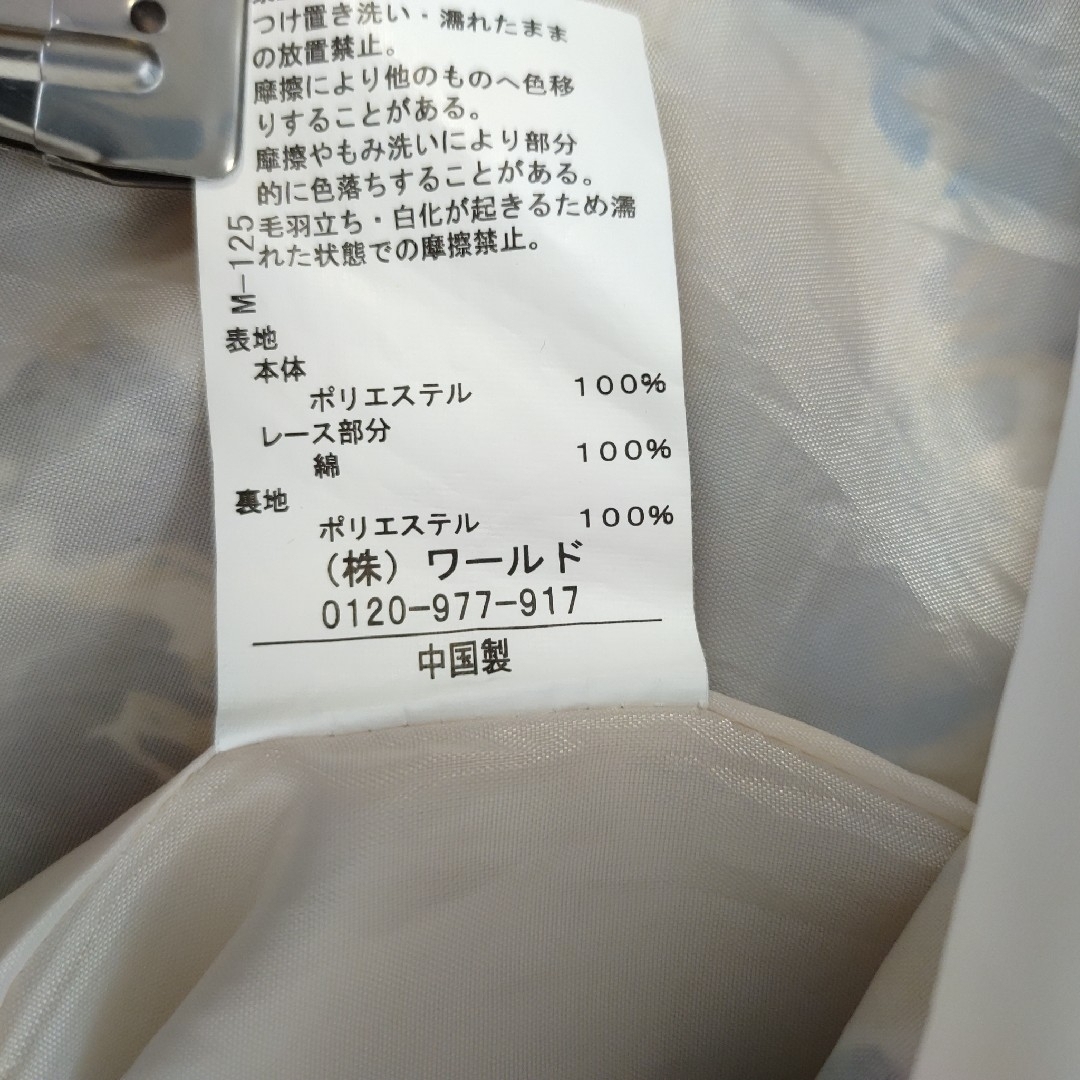 つけ置き洗い・濡れたまま
の放置禁止。
摩擦により他のものへ色移
りすることがある。
摩擦やもみ洗いにより部分
的に色落ちすることがある。
毛羽立ち・白化が起きるため濡
れた状態での摩擦禁止。
M-125
表地
本体
ポリエステル 100%
レース部分
綿 100%
裏地
ポリエステル 100%
(株) ワールド
0120-977-917
中国製